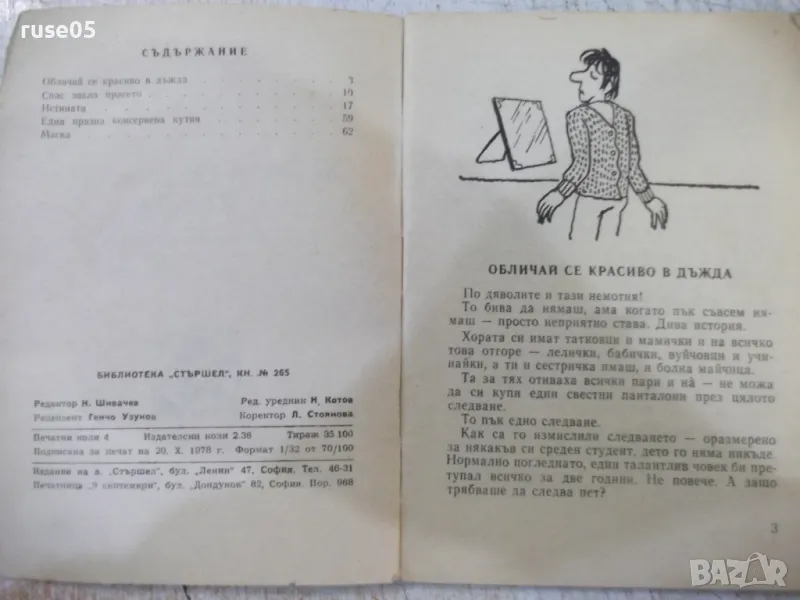 ruse05
СЪДЪРЖАНИЕ
Обличай се красиво в дъжда . . . . . . . . 3
Спас закла прасето . . . . . . . . 10
Истината . . . . . . . . 17
Една празна консервена кутия . . . . . . . . 59
Маска . . . . . . . . 62
БИБЛИОТЕКА „СТЪРШЕЛ", КН. № 265
Редактор Н. Шивачев Ред. уредник Н. Котов
Рецензент Генчо Узунов Коректор Л. Стоянова
Печатни коли 4 Издателски коли 2.36 Тираж 35 100
Подписана за печат на 20. X. 1978 г. Формат 1/32 от 70/100
Издание на в. „Стършел", бул. „Ленин" 47, София. Тел. 46-31
Печатница „9 септември", бул. „Дондуков" 82, София. Пор. 968
ОБЛИЧАЙ СЕ КРАСИВО В ДЪЖДА
По дяволите и тази немотия!
То бива да нямаш, ама когато пък съвсем ня-
маш — просто неприятно става. Дива история.
Хората си имат татковци и мамички и на всичко
това отгоре — лелички, бабички, вуйчовци и учи-
найки, а ти и сестричка имаш, и болка майчица.
Та за тях отиваха всички пари и на̀ — не можа
да си купи един свестни панталони през цялото
следване.
То пък едно следване.
Как са го измислили следването — оразмерено
за някакъв си среден студент, дето го няма никъде.
Нормално погледнато, един талантлив човек би пре-
тупал всичко за две години. Не повече. А защо
трябваше да следва пет?
3
BAZAR